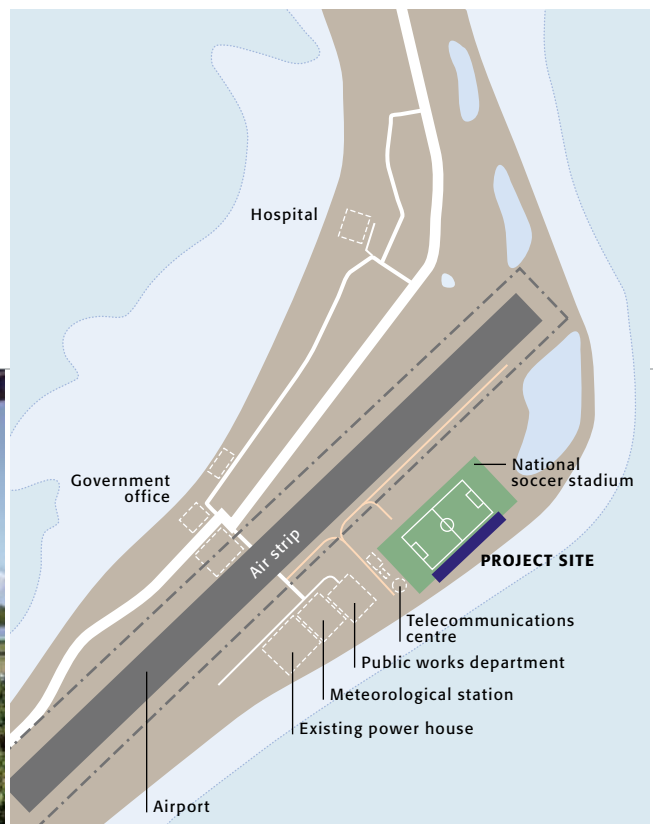 Hospital
Government
office
Air strip
National
soccer stadium
PROJECT SITE
Telecommunications
centre
Public works department
Meteorological station
Existing power house
Airport